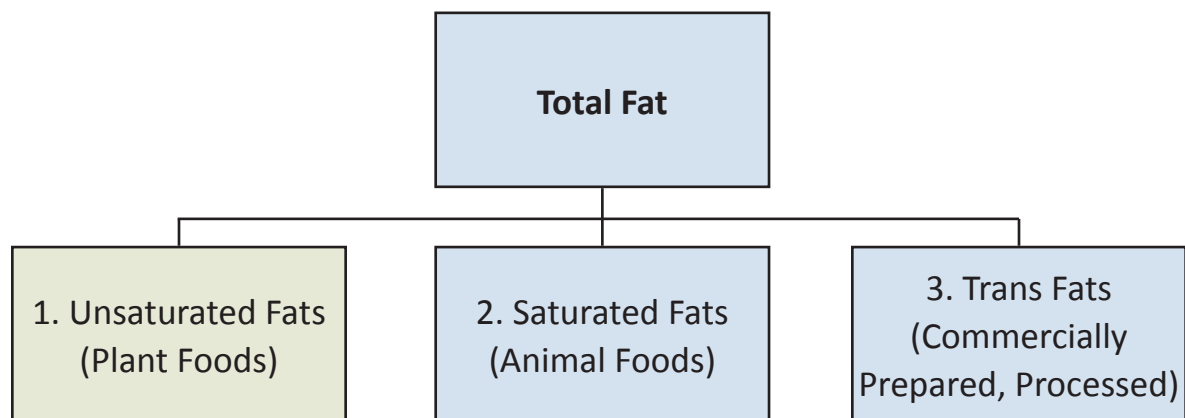 Total Fat
1. Unsaturated Fats
(Plant Foods)
2. Saturated Fats
(Animal Foods)
3. Trans Fats
(Commercially
Prepared, Processed)